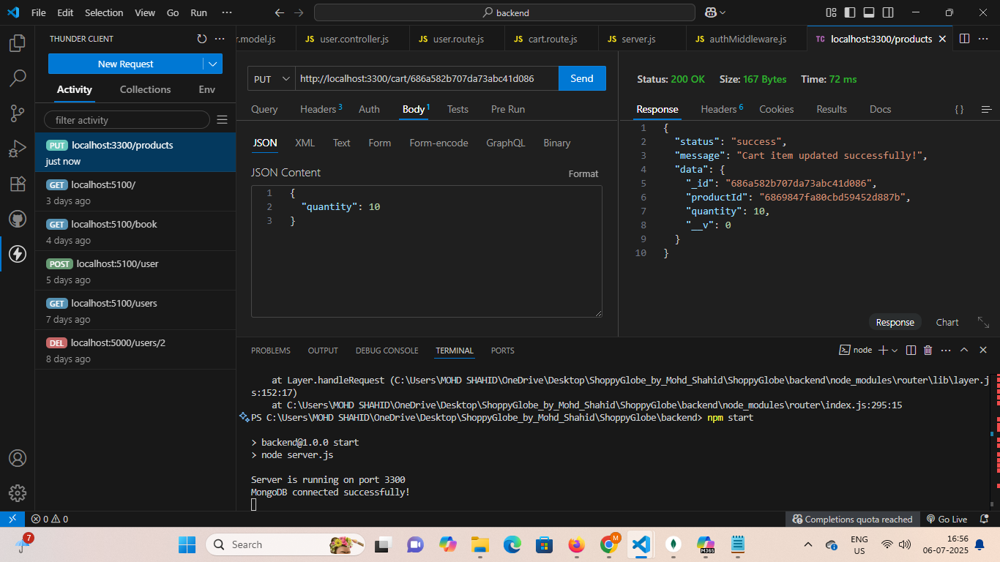 File Edit Selection View Go Run ···
backend
THUNDER CLIENT
New Request
Activity Collections Env
filter activity
PUT localhost:3300/products
just now
GET localhost:5100/
3 days ago
GET localhost:5100/book
4 days ago
POST localhost:5100/user
5 days ago
GET localhost:5100/users
7 days ago
DEL localhost:5000/users/2
8 days ago
r.model.js JS user.controller.js JS user.route.js JS cart.route.js JS server.js JS authMiddleware.js TC localhost:3300/products
PUT http://localhost:3300/cart/686a582b707da73abc41d086 Send
Query Headers 3 Auth Body 1 Tests Pre Run
JSON XML Text Form Form-encode GraphQL Binary
JSON Content Format
1 {
2 "quantity": 10
3 }
Status: 200 OK Size: 167 Bytes Time: 72 ms
Response Headers 6 Cookies Results Docs { }
1 {
2 "status": "success",
3 "message": "Cart item updated successfully!",
4 "data": {
5 "_id": "686a582b707da73abc41d086",
6 "productId": "6869847fa80cbd59452d887b",
7 "quantity": 10,
8 "__v": 0
9 }
10 }
Response Chart
PROBLEMS OUTPUT DEBUG CONSOLE TERMINAL PORTS
node
at Layer.handleRequest (C:\Users\MOHD SHAHID\OneDrive\Desktop\ShoppyGlobe_by_Mohd_Shahid\ShoppyGlobe\backend\node_modules\router\lib\layer.j
s:152:17)
at C:\Users\MOHD SHAHID\OneDrive\Desktop\ShoppyGlobe_by_Mohd_Shahid\ShoppyGlobe\backend\node_modules\router\index.js:295:15
PS C:\Users\MOHD SHAHID\OneDrive\Desktop\ShoppyGlobe_by_Mohd_Shahid\ShoppyGlobe\backend> npm start
> backend@1.0.0 start
> node server.js
Server is running on port 3300
MongoDB connected successfully!
0 0
Completions quota reached Go Live
7
Search
M
M365
ENG
US
16:56
06-07-2025